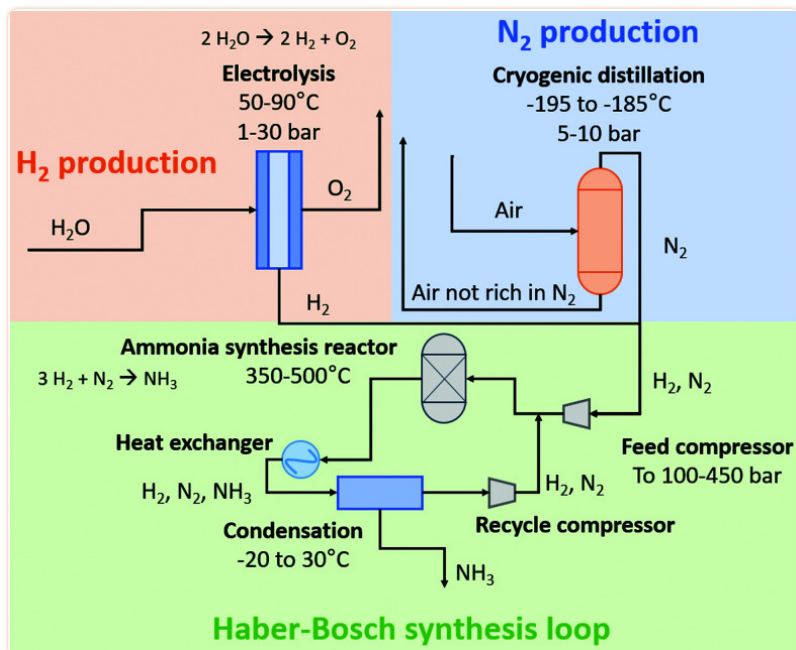 2 H₂O → 2 H₂ + O₂
Electrolysis
50-90°C
1-30 bar
H₂ production
H₂O
O₂
H₂
N₂ production
Cryogenic distillation
-195 to -185°C
5-10 bar
Air
N₂
Air not rich in N₂
Ammonia synthesis reactor
350-500°C
3 H₂ + N₂ → NH₃
H₂, N₂
Feed compressor
To 100-450 bar
Heat exchanger
H₂, N₂, NH₃
H₂, N₂
Recycle compressor
Condensation
-20 to 30°C
NH₃
Haber-Bosch synthesis loop